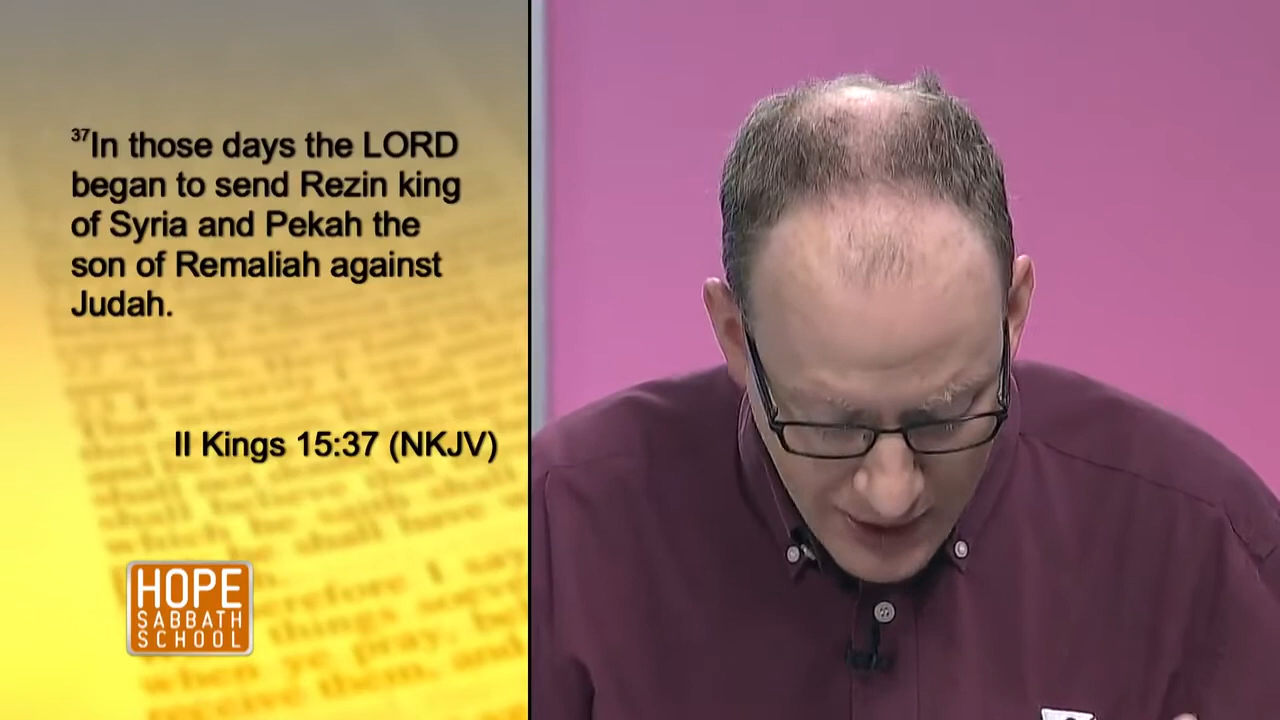 37In those days the LORD
began to send Rezin king
of Syria and Pekah the
son of Remaliah against
Judah.
II Kings 15:37 (NKJV)
HOPE
SABBATH
SCHOOL